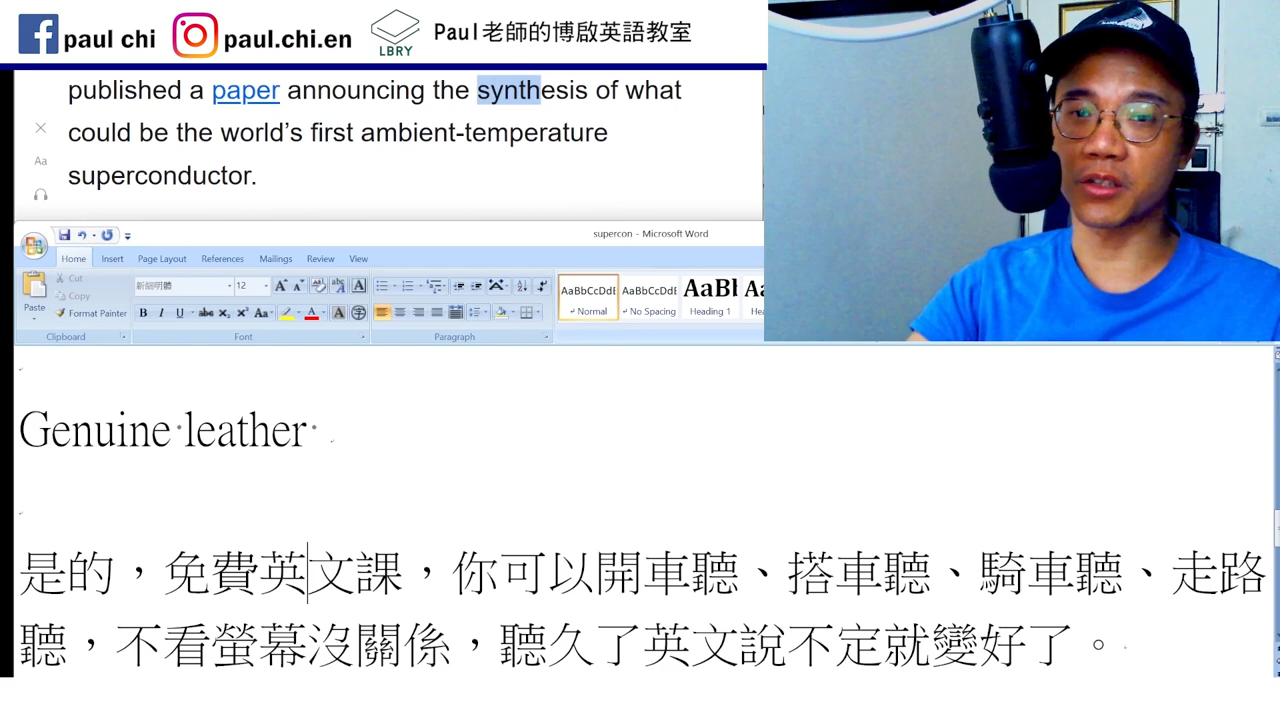 paul chi
paul.chi.en
LBRY
Paul老師的博啟英語教室
published a paper announcing the synthesis of what
could be the world’s first ambient-temperature
superconductor.
Aa
supercon - Microsoft Word
Home Insert Page Layout References Mailings Review View
Cut
Copy
Format Painter
Paste
新細明體 12
AaBbCcDdE AaBbCcDdE AaBl Aa
Normal No Spacing Heading 1 Hea
Clipboard Font Paragraph
Genuine leather
是的，免費英文課，你可以開車聽、搭車聽、騎車聽、走路
聽，不看螢幕沒關係，聽久了英文說不定就變好了。